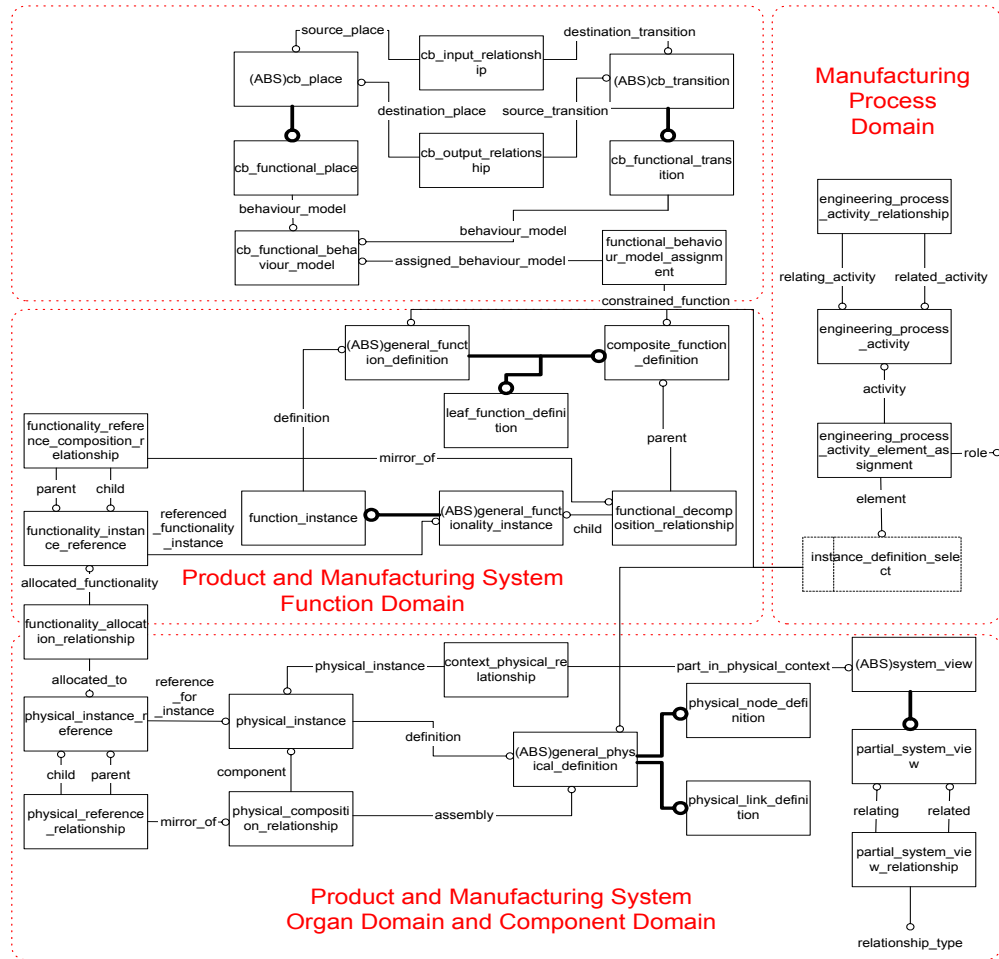 source_place
destination_transition
cb_input_relationsh
ip
(ABS)cb_place
(ABS)cb_transition
destination_place
source_transition
cb_output_relations
hip
cb_functional_place
cb_functional_trans
ition
behaviour_model
behaviour_model
cb_functional_beha
viour_model
assigned_behaviour_model
functional_behavio
ur_model_assign
ment
constrained_function
Manufacturing
Process
Domain
engineering_process
_activity_relationship
relating_activity
related_activity
engineering_process
_activity
activity
engineering_process
_activity_element_as
signment
role
element
instance_definition_sele
ct
(ABS)general_func
tion_definition
composite_function
_definition
leaf_function_defini
tion
definition
parent
functionality_refere
nce_composition_r
elationship
mirror_of
parent
child
functionality_instan
ce_reference
referenced
_functionality
_instance
function_instance
(ABS)general_funct
ionality_instance
child
functional_decomp
osition_relationship
allocated_functionality
Product and Manufacturing System
Function Domain
functionality_allocat
ion_relationship
allocated_to
physical_instance_r
eference
reference
_for
_instance
physical_instance
physical_instance
context_physical_re
lationship
part_in_physical_context
(ABS)system_view
definition
(ABS)general_phys
ical_definition
physical_node_defi
nition
physical_link_defini
tion
partial_system_vie
w
child
parent
component
physical_reference
_relationship
mirror_of
physical_compositi
on_relationship
assembly
relating
related
partial_system_vie
w_relationship
relationship_type
Product and Manufacturing System
Organ Domain and Component Domain